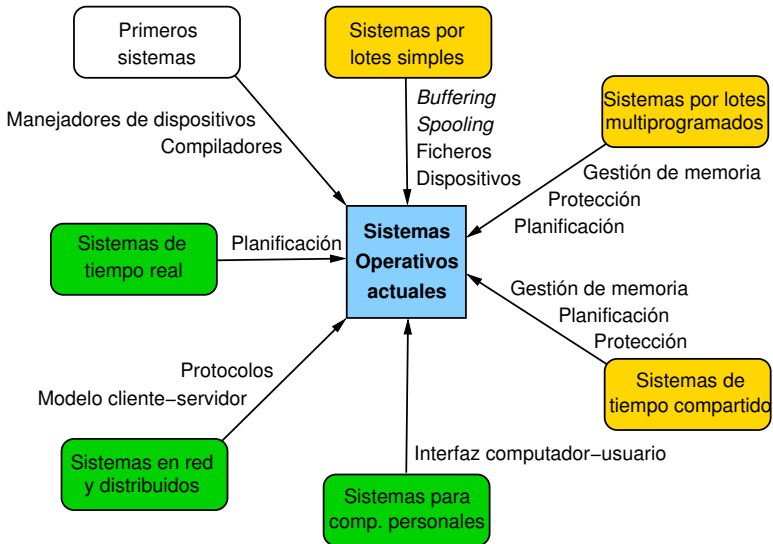 Primeros
sistemas
Sistemas por
lotes simples
Sistemas por lotes
multiprogramados
Manejadores de dispositivos
Compiladores
Buffering
Spooling
Ficheros
Dispositivos
Gestión de memoria
Protección
Planificación
Sistemas de
tiempo real
Planificación
Sistemas
Operativos
actuales
Gestión de memoria
Planificación
Protección
Protocolos
Modelo cliente−servidor
Sistemas de
tiempo compartido
Sistemas en red
y distribuidos
Interfaz computador−usuario
Sistemas para
comp. personales